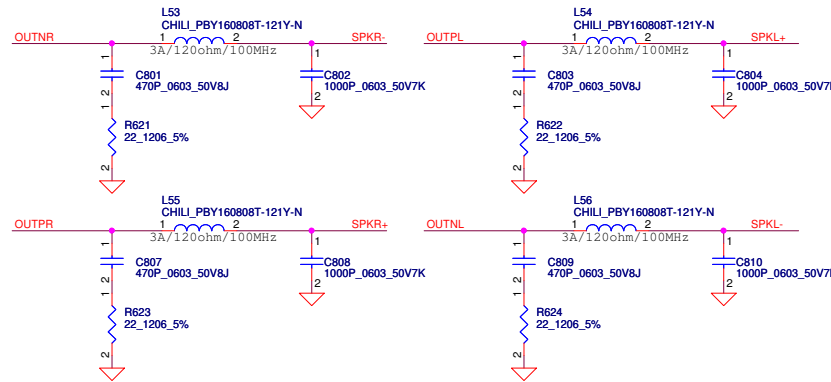 L53
CHILI_PBY160808T-121Y-N
OUTNR
1
2
SPKR-
3A/120ohm/100MHz
1
C801
2
470P_0603_50V8J
1
C802
1000P_0603_50V7K
2
1
R621
22_1206_5%
2
L54
CHILI_PBY160808T-121Y-N
OUTPL
1
2
SPKL+
3A/120ohm/100MHz
1
C803
2
470P_0603_50V8J
1
C804
1000P_0603_50V7
2
1
R622
22_1206_5%
2
L55
CHILI_PBY160808T-121Y-N
OUTPR
1
2
SPKR+
3A/120ohm/100MHz
1
C807
2
470P_0603_50V8J
1
C808
1000P_0603_50V7K
2
1
R623
22_1206_5%
2
L56
CHILI_PBY160808T-121Y-N
OUTNL
1
2
SPKL-
3A/120ohm/100MHz
1
C809
2
470P_0603_50V8J
1
C810
1000P_0603_50V7
2
1
R624
22_1206_5%
2